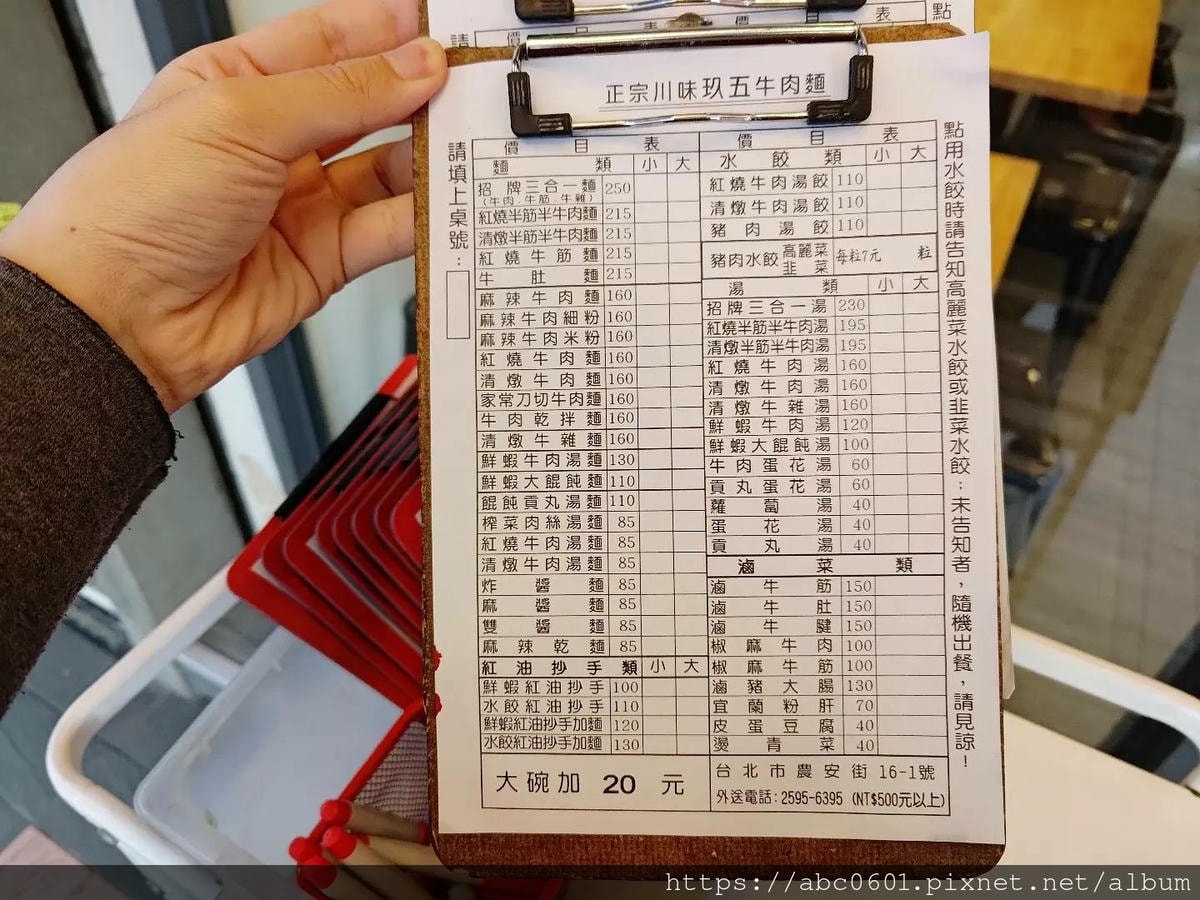 表
點
請
價
目
表
正宗川味玖五牛肉麵
請填上桌號：
價目表
麵類 小 大
招牌三合一麵 250
(牛肉.牛筋.牛雜)
紅燒半筋半牛肉麵 215
清燉半筋半牛肉麵 215
紅燒牛筋麵 215
牛肚麵 215
麻辣牛肉麵 160
麻辣牛肉細粉 160
麻辣牛肉米粉 160
紅燒牛肉麵 160
清燉牛肉麵 160
家常刀切牛肉麵 160
牛肉乾拌麵 160
清燉牛雜麵 160
鮮蝦牛肉湯麵 130
鮮蝦大餛飩麵 110
餛飩貢丸湯麵 110
榨菜肉絲湯麵 85
紅燒牛肉湯麵 85
清燉牛肉湯麵 85
炸醬麵 85
麻醬麵 85
雙醬麵 85
麻辣乾麵 85
紅油抄手類 小 大
鮮蝦紅油抄手 100
水餃紅油抄手 110
鮮蝦紅油抄手加麵 120
水餃紅油抄手加麵 130
大碗加 20 元
價目表
水餃類 小 大
紅燒牛肉湯餃 110
清燉牛肉湯餃 110
豬肉湯餃 110
豬肉水餃 高麗菜 韭菜 每粒7元 粒
湯類 小 大
招牌三合一湯 230
紅燒半筋半牛肉湯 195
清燉半筋半牛肉湯 195
紅燒牛肉湯 160
清燉牛肉湯 160
清燉牛雜湯 160
鮮蝦牛肉湯 120
鮮蝦大餛飩湯 100
牛肉蛋花湯 60
貢丸蛋花湯 60
蘿蔔湯 40
蛋花湯 40
貢丸湯 40
滷菜類
滷牛筋 150
滷牛肚 150
滷牛腱 150
椒麻牛肉 100
椒麻牛筋 100
滷豬大腸 130
宜蘭粉肝 70
皮蛋豆腐 40
燙青菜 40
台北市農安街 16-1號
外送電話：2595-6395 (NT$500元以上)
點用水餃時請告知高麗菜水餃或韭菜水餃；未告知者，隨機出餐，請見諒！
https://abc0601.pixnet.net/album